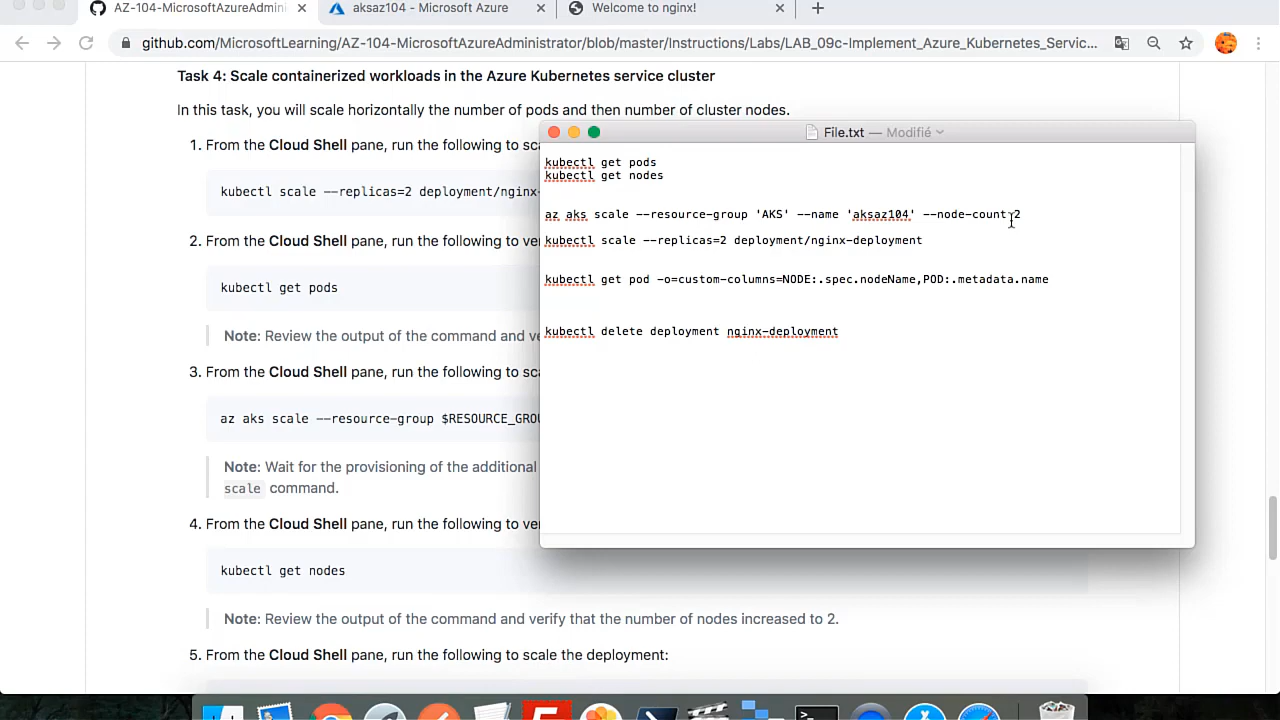 AZ-104-MicrosoftAzureAdmini
aksaz104 - Microsoft Azure
Welcome to nginx!
github.com/MicrosoftLearning/AZ-104-MicrosoftAzureAdministrator/blob/master/Instructions/Labs/LAB_09c-Implement_Azure_Kubernetes_Servic...
Task 4: Scale containerized workloads in the Azure Kubernetes service cluster
In this task, you will scale horizontally the number of pods and then number of cluster nodes.
1. From the Cloud Shell pane, run the following to sca
kubectl scale --replicas=2 deployment/nginx-
2. From the Cloud Shell pane, run the following to ve
kubectl get pods
Note: Review the output of the command and ve
3. From the Cloud Shell pane, run the following to sca
az aks scale --resource-group $RESOURCE_GROU
Note: Wait for the provisioning of the additional
scale command.
4. From the Cloud Shell pane, run the following to ve
kubectl get nodes
Note: Review the output of the command and verify that the number of nodes increased to 2.
5. From the Cloud Shell pane, run the following to scale the deployment:
File.txt — Modifié
kubectl get pods
kubectl get nodes
az aks scale --resource-group 'AKS' --name 'aksaz104' --node-count 2
kubectl scale --replicas=2 deployment/nginx-deployment
kubectl get pod -o=custom-columns=NODE:.spec.nodeName,POD:.metadata.name
kubectl delete deployment nginx-deployment